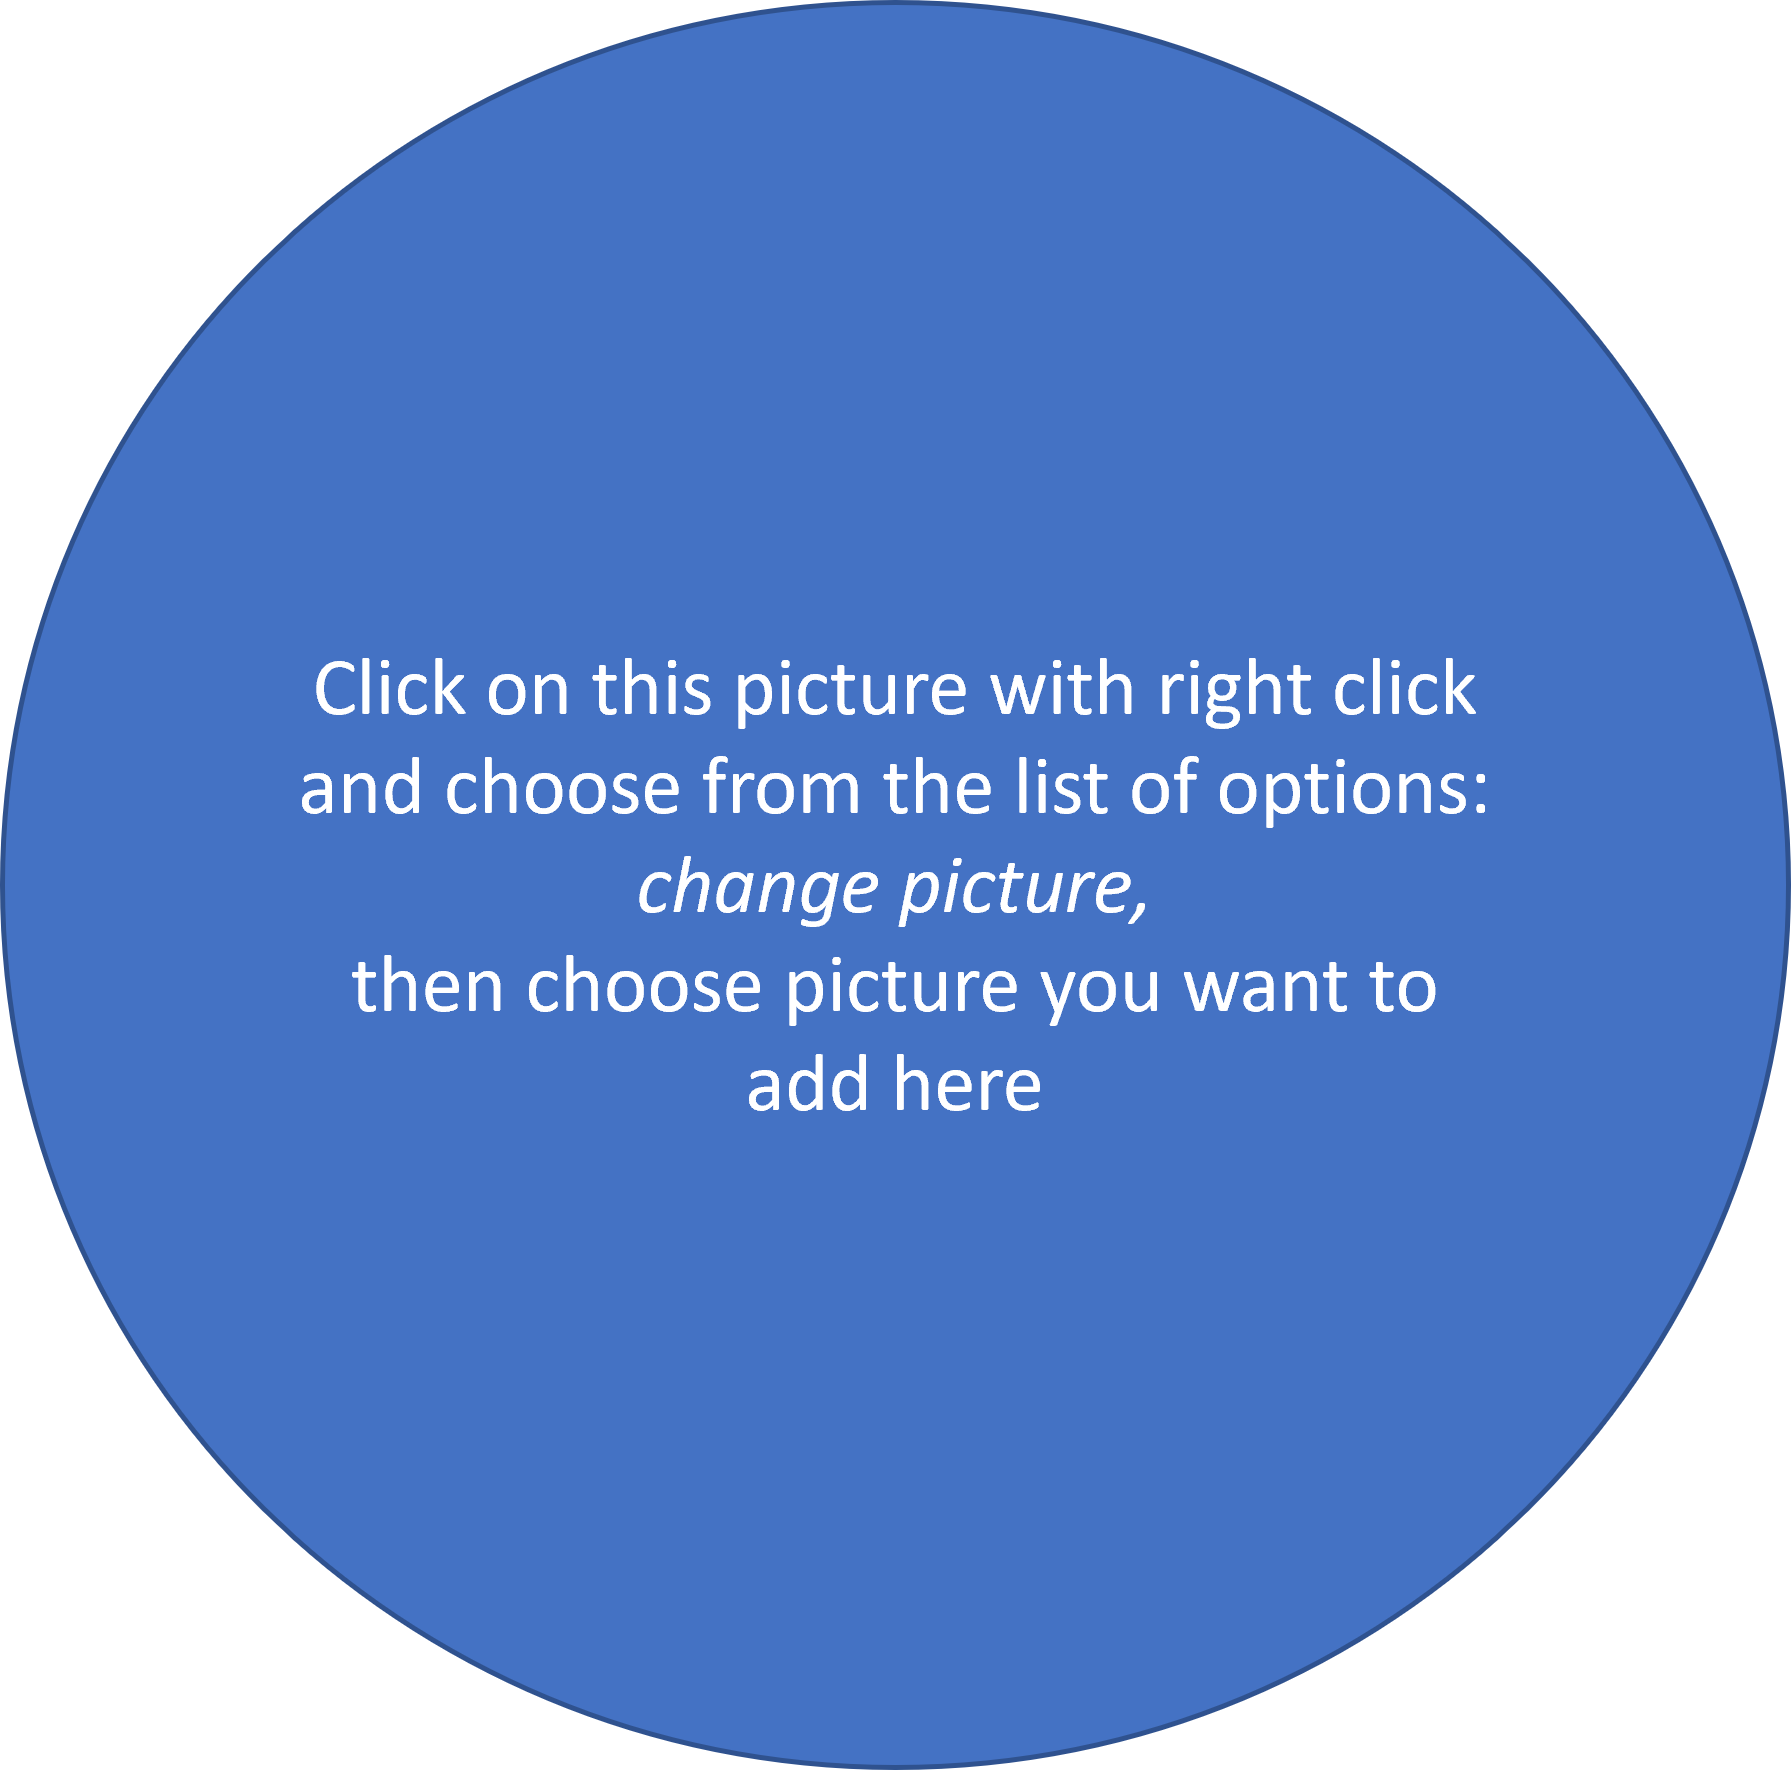 Click on this picture with right click
and choose from the list of options:
change picture,
then choose picture you want to
add here